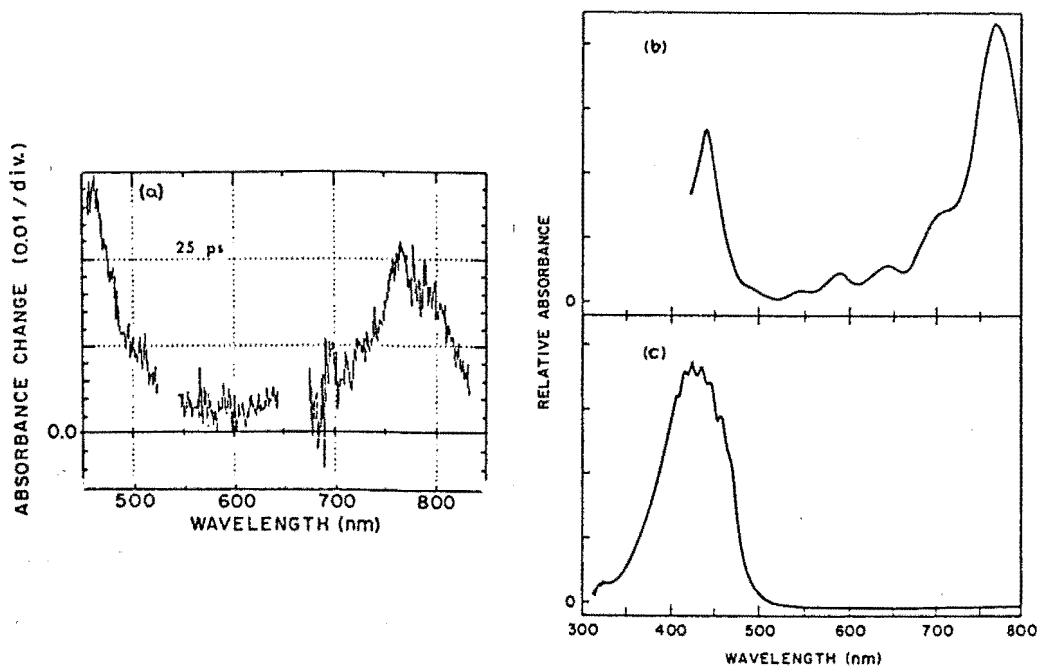 (a)
25 ps
ABSORBANCE CHANGE (0.01/div.)
0.0
500 600 700 800
WAVELENGTH (nm)
(b)
0
RELATIVE ABSORBANCE
(c)
0
300 400 500 600 700 800
WAVELENGTH (nm)